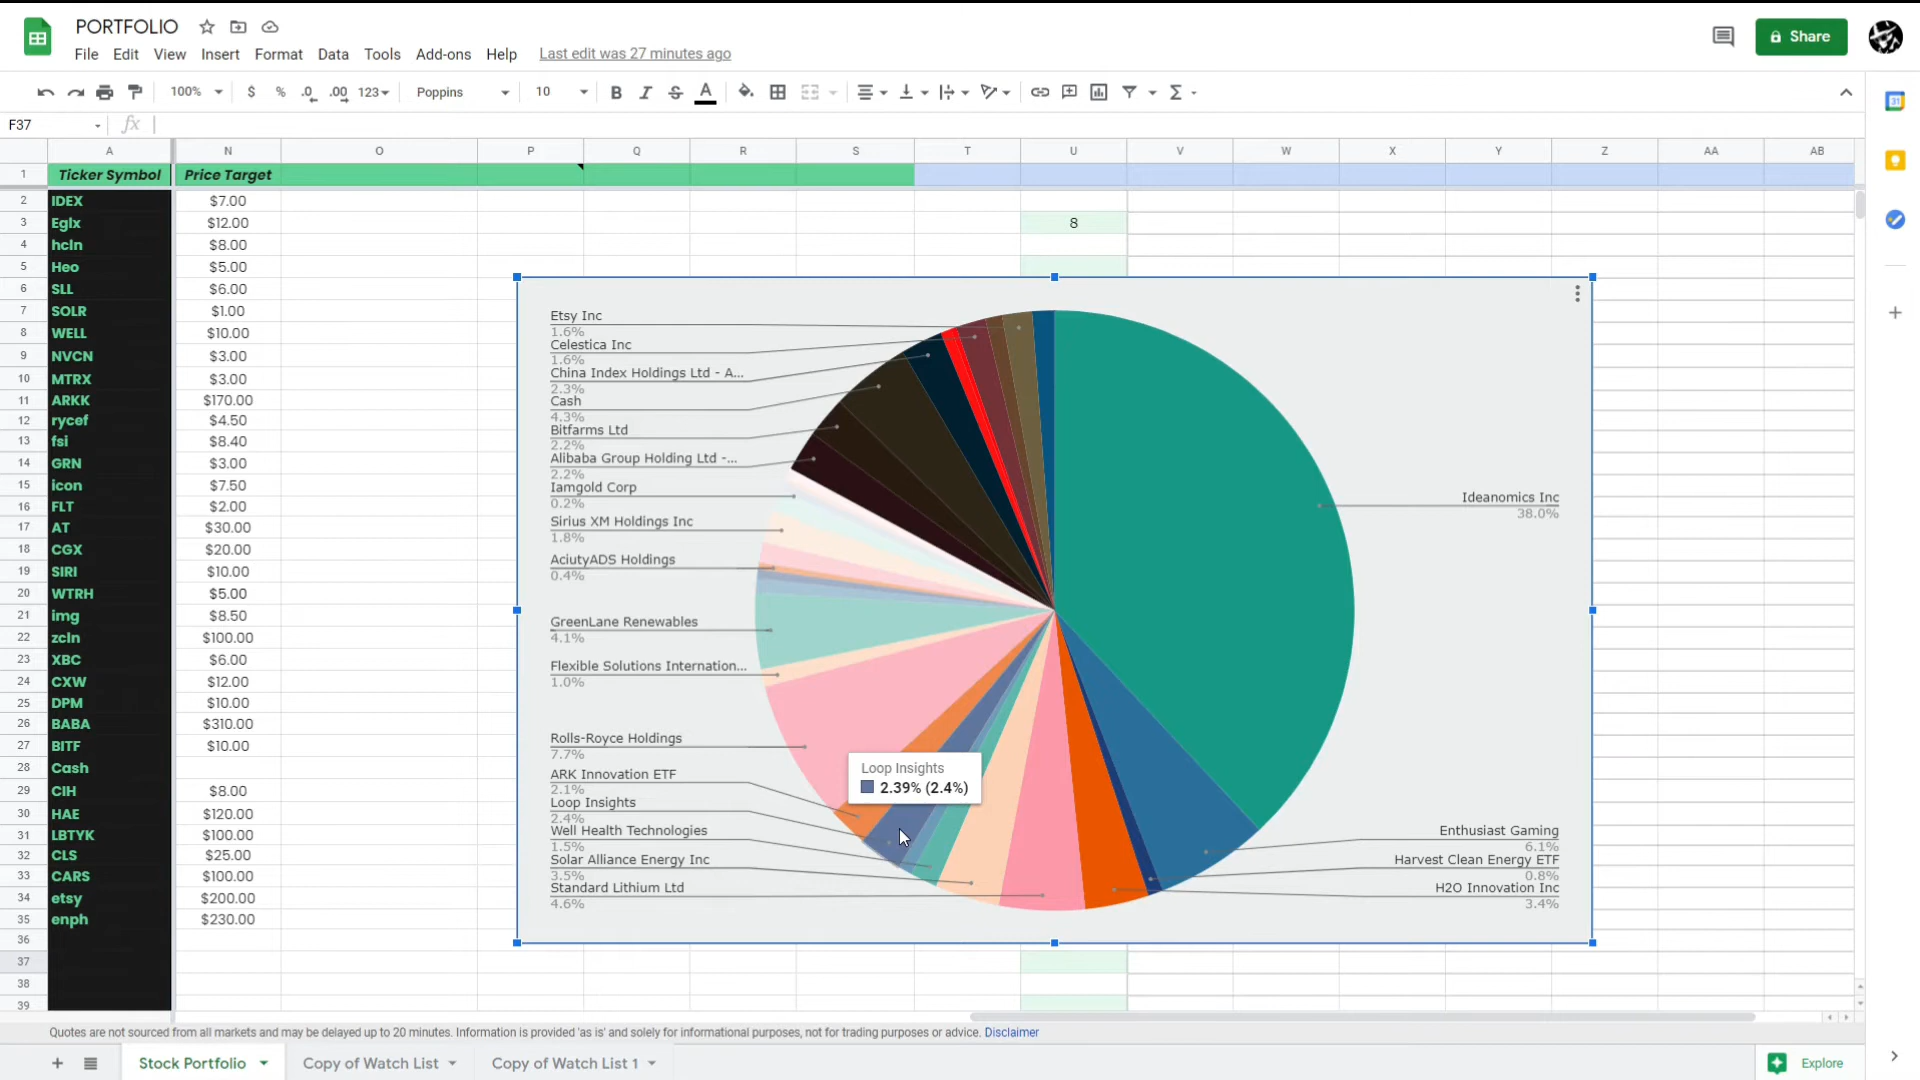 PORTFOLIO
File Edit View Insert Format Data Tools Add-ons Help Last edit was 27 minutes ago
Share
100% $ % .0 .00 123 Poppins 10 B I S A Σ
F37 fx
A N O P Q R S T U V W X Y Z AA AB
1 Ticker Symbol Price Target
2 IDEX $7.00
3 Eglx $12.00 8
4 hcln $8.00
5 Heo $5.00
6 SLL $6.00
7 SOLR $1.00
8 WELL $10.00
9 NVCN $3.00
10 MTRX $3.00
11 ARKK $170.00
12 rycef $4.50
13 fsi $8.40
14 GRN $3.00
15 icon $7.50
16 FLT $2.00
17 AT $30.00
18 CGX $20.00
19 SIRI $10.00
20 WTRH $5.00
21 img $8.50
22 zcln $100.00
23 XBC $6.00
24 CXW $12.00
25 DPM $10.00
26 BABA $310.00
27 BITF $10.00
28 Cash
29 CIH $8.00
30 HAE $120.00
31 LBTYK $100.00
32 CLS $25.00
33 CARS $100.00
34 etsy $200.00
35 enph $230.00
36
37
38
39
Etsy Inc
1.6%
Celestica Inc
1.6%
China Index Holdings Ltd - A...
2.3%
Cash
4.3%
Bitfarms Ltd
2.2%
Alibaba Group Holding Ltd -...
2.2%
Iamgold Corp
0.2%
Sirius XM Holdings Inc
1.8%
AciutyADS Holdings
0.4%
GreenLane Renewables
4.1%
Flexible Solutions Internation...
1.0%
Rolls-Royce Holdings
7.7%
ARK Innovation ETF
2.1%
Loop Insights
2.4%
Well Health Technologies
1.5%
Solar Alliance Energy Inc
3.5%
Standard Lithium Ltd
4.6%
Loop Insights
2.39% (2.4%)
Ideanomics Inc
38.0%
Enthusiast Gaming
6.1%
Harvest Clean Energy ETF
0.8%
H2O Innovation Inc
3.4%
Quotes are not sourced from all markets and may be delayed up to 20 minutes. Information is provided 'as is' and solely for informational purposes, not for trading purposes or advice. Disclaimer
Stock Portfolio Copy of Watch List Copy of Watch List 1 Explore
31